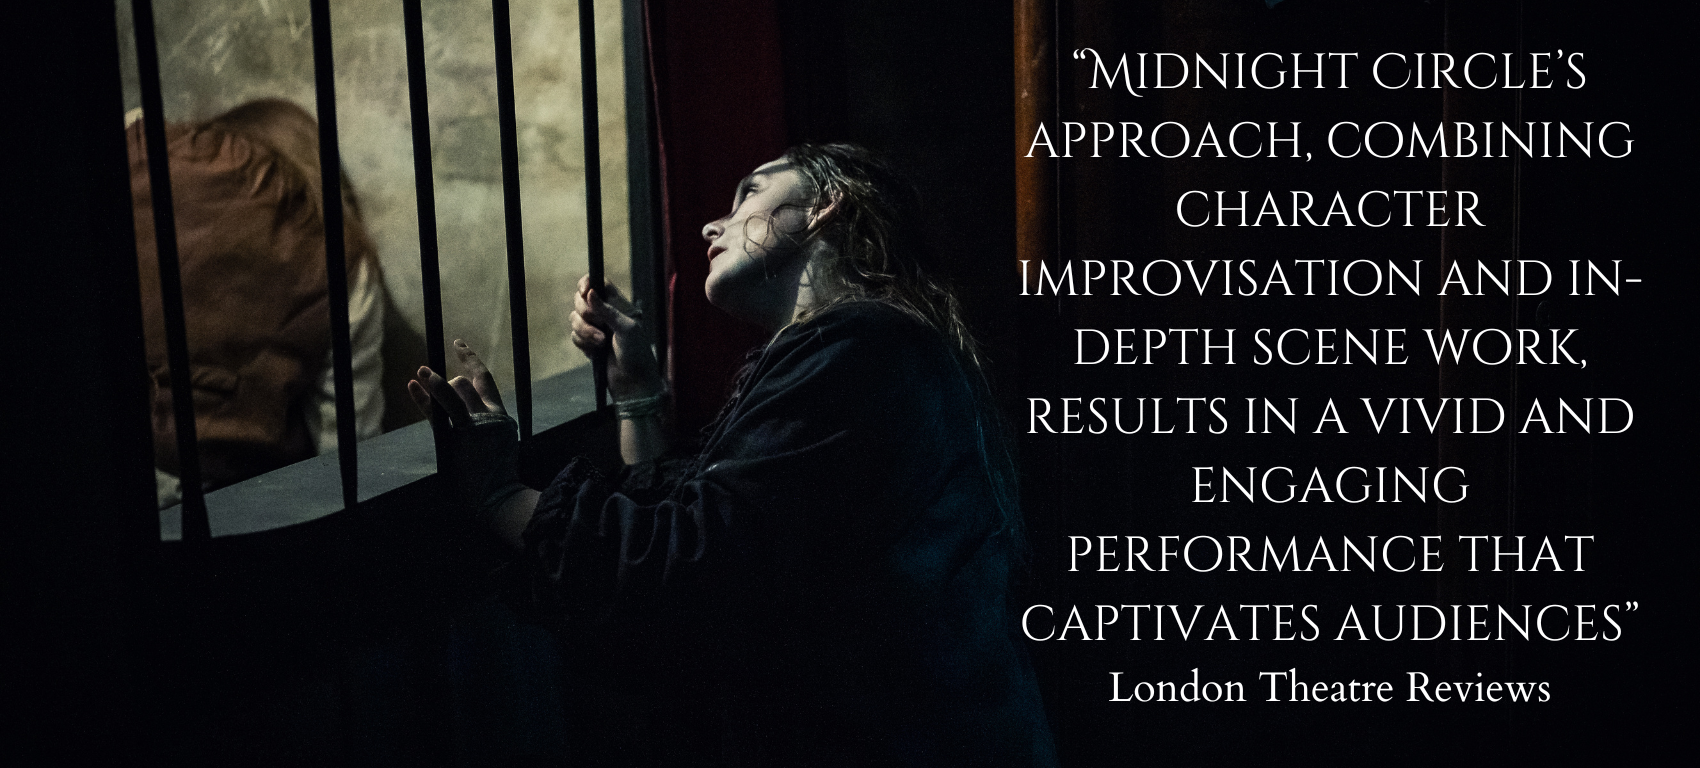 “MIDNIGHT CIRCLE’S
APPROACH, COMBINING
CHARACTER
IMPROVISATION AND IN-
DEPTH SCENE WORK,
RESULTS IN A VIVID AND
ENGAGING
PERFORMANCE THAT
CAPTIVATES AUDIENCES”
London Theatre Reviews